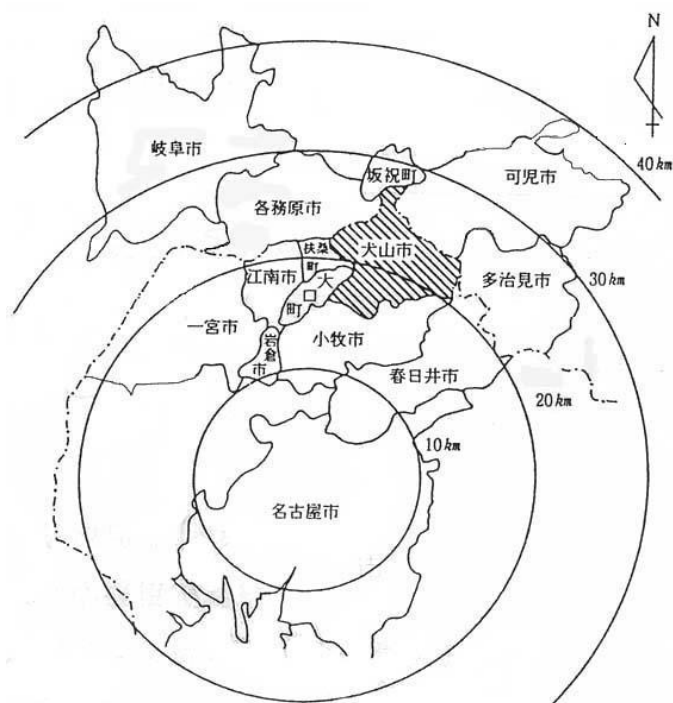 N
岐阜市
坂祝町
可児市
40km
各務原市
扶桑町
犬山市
江南市
大口町
多治見市
30km
一宮市
岩倉市
小牧市
春日井市
20km
10km
名古屋市